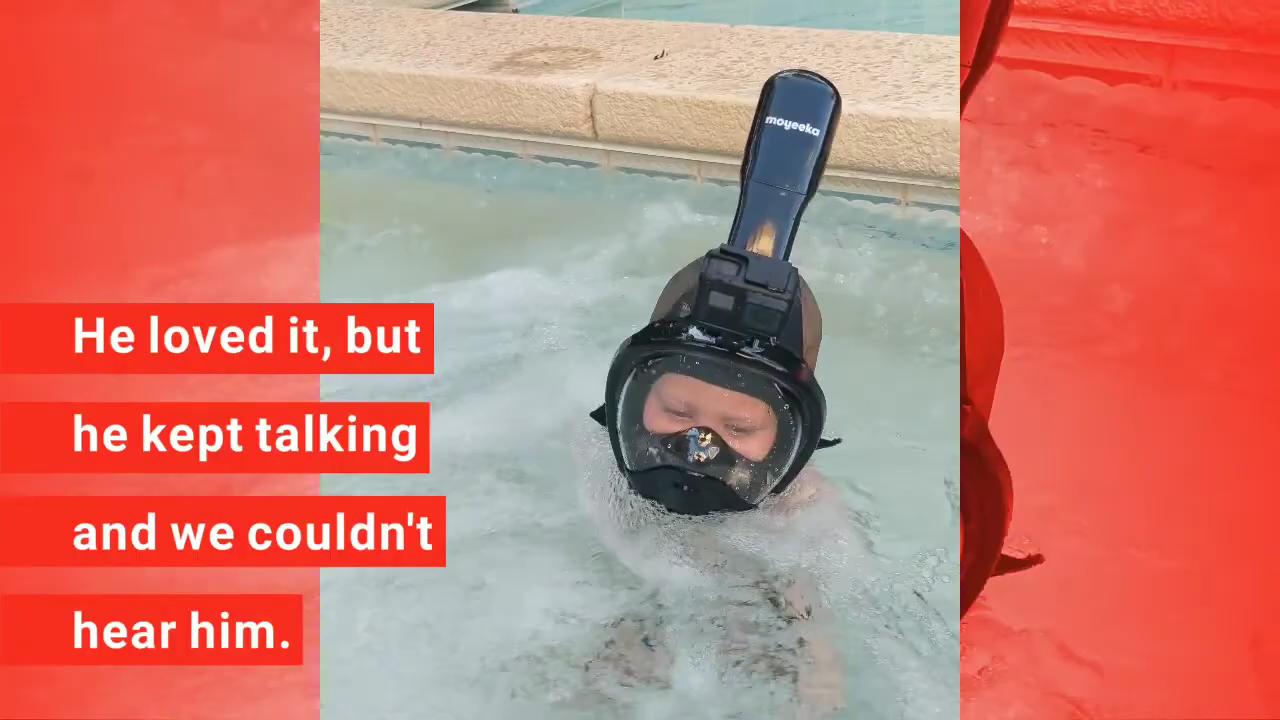 moyeeka
He loved it, but
he kept talking
and we couldn't
hear him.